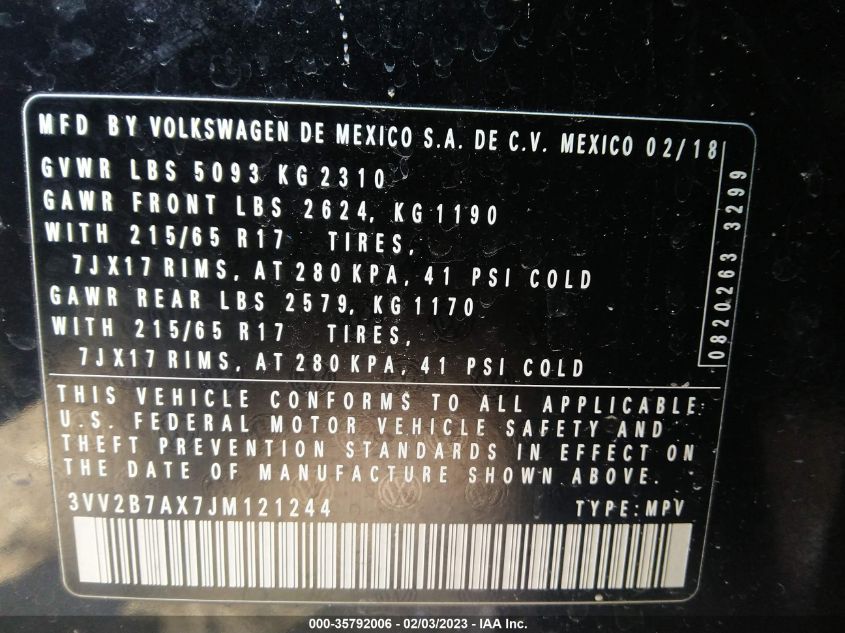 MFD BY VOLKSWAGEN DE MEXICO S.A. DE C.V. MEXICO 02/18
GVWR LBS 5093 KG 2310
GAWR FRONT LBS 2624, KG 1190
WITH 215/65 R17 TIRES,
7JX17 RIMS, AT 280 KPA, 41 PSI COLD
GAWR REAR LBS 2579, KG 1170
WITH 215/65 R17 TIRES,
7JX17 RIMS, AT 280 KPA, 41 PSI COLD
0820263 3299
THIS VEHICLE CONFORMS TO ALL APPLICABLE
U.S. FEDERAL MOTOR VEHICLE SAFETY AND
THEFT PREVENTION STANDARDS IN EFFECT ON
THE DATE OF MANUFACTURE SHOWN ABOVE.
3VV2B7AX7JM121244 TYPE: MPV
000-35792006 - 02/03/2023 - IAA Inc.